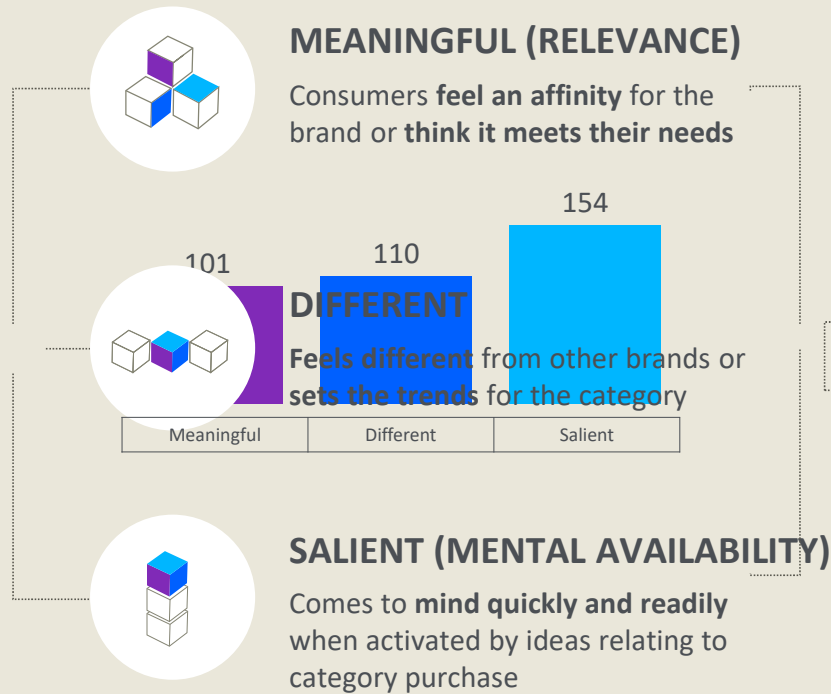 MEANINGFUL (RELEVANCE)
Consumers feel an affinity for the
brand or think it meets their needs
154
110
101
DIFFERENT
Feels different from other brands or
sets the trends for the category
Meaningful
Different
Salient
SALIENT (MENTAL AVAILABILITY)
Comes to mind quickly and readily
when activated by ideas relating to
category purchase